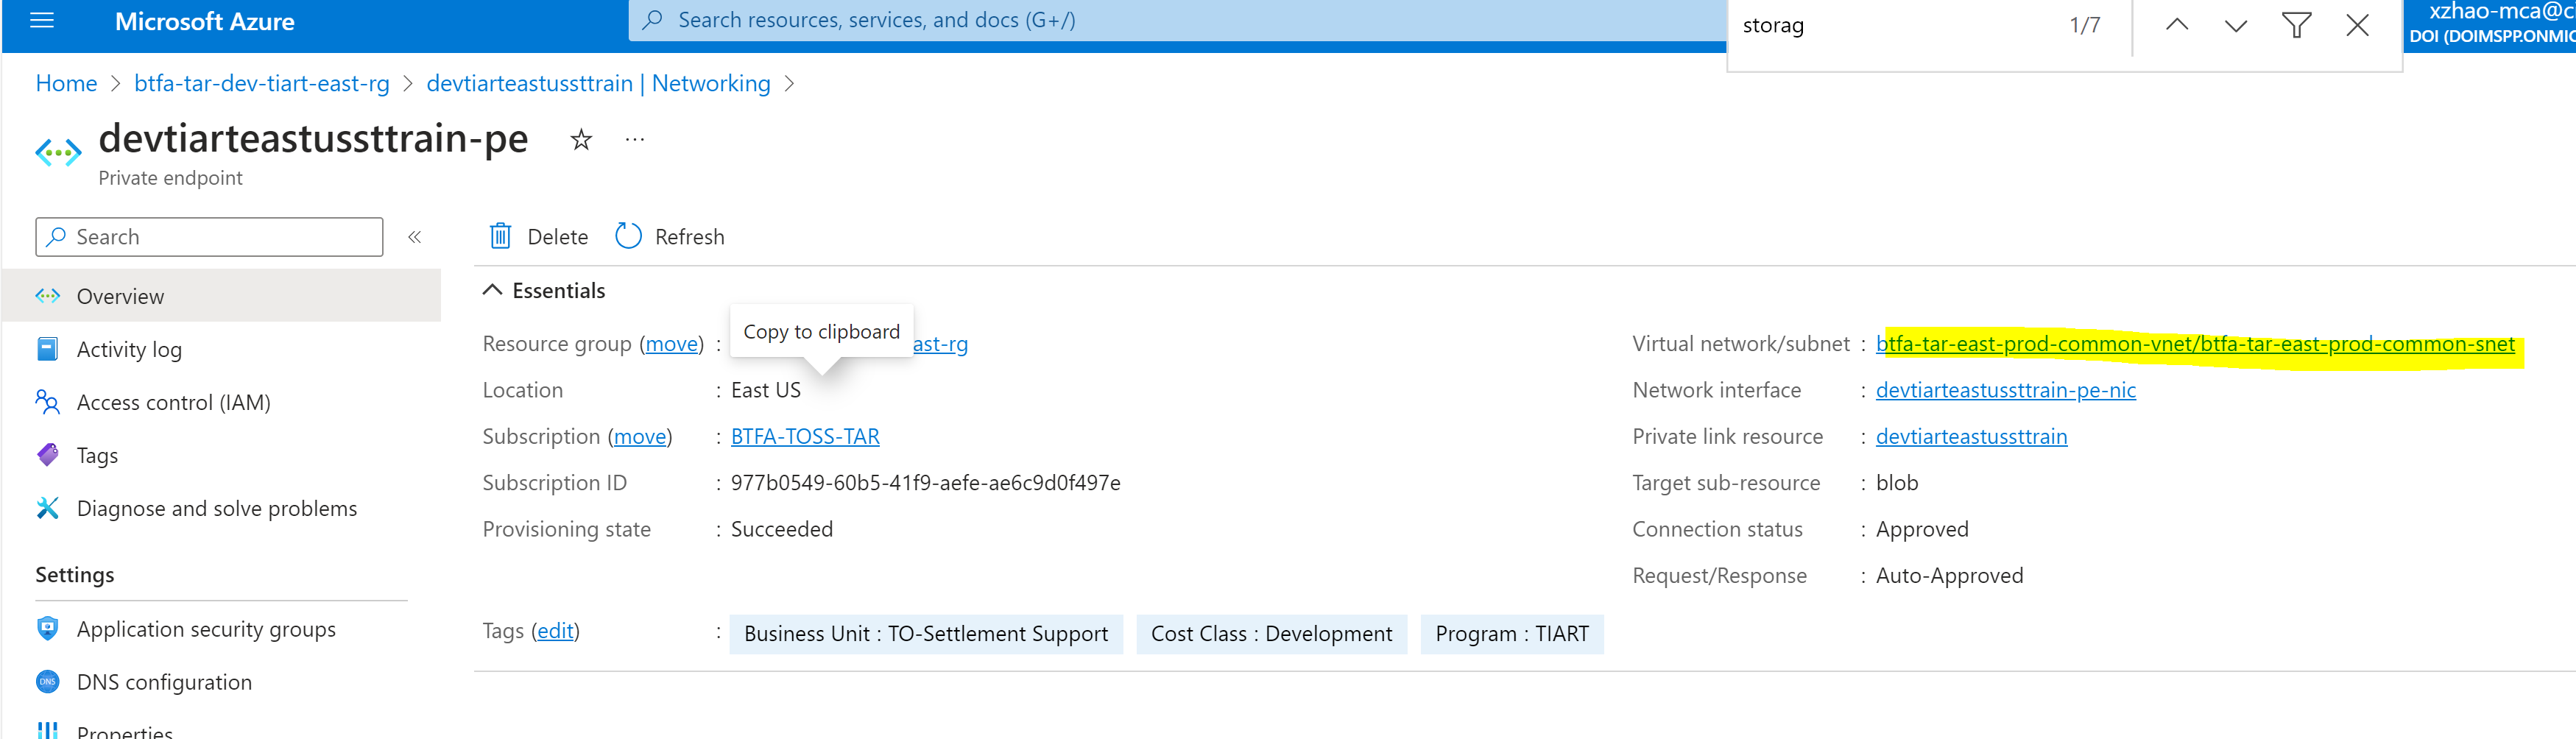 Microsoft Azure
Search resources, services, and docs (G+/)
storag
1/7
xzhao-mca@c
DOI (DOIMSPP.ONMIC
Home > btfa-tar-dev-tiart-east-rg > devtiarteastussttrain | Networking >
devtiarteastussttrain-pe
Private endpoint
Search
Delete
Refresh
Overview
Activity log
Access control (IAM)
Tags
Diagnose and solve problems
Settings
Application security groups
DNS configuration
Properties
Essentials
Copy to clipboard
Resource group (move) : ast-rg
Location : East US
Subscription (move) : BTFA-TOSS-TAR
Subscription ID : 977b0549-60b5-41f9-aefe-ae6c9d0f497e
Provisioning state : Succeeded
Virtual network/subnet : btfa-tar-east-prod-common-vnet/btfa-tar-east-prod-common-snet
Network interface : devtiarteastussttrain-pe-nic
Private link resource : devtiarteastussttrain
Target sub-resource : blob
Connection status : Approved
Request/Response : Auto-Approved
Tags (edit) : Business Unit : TO-Settlement Support Cost Class : Development Program : TIART